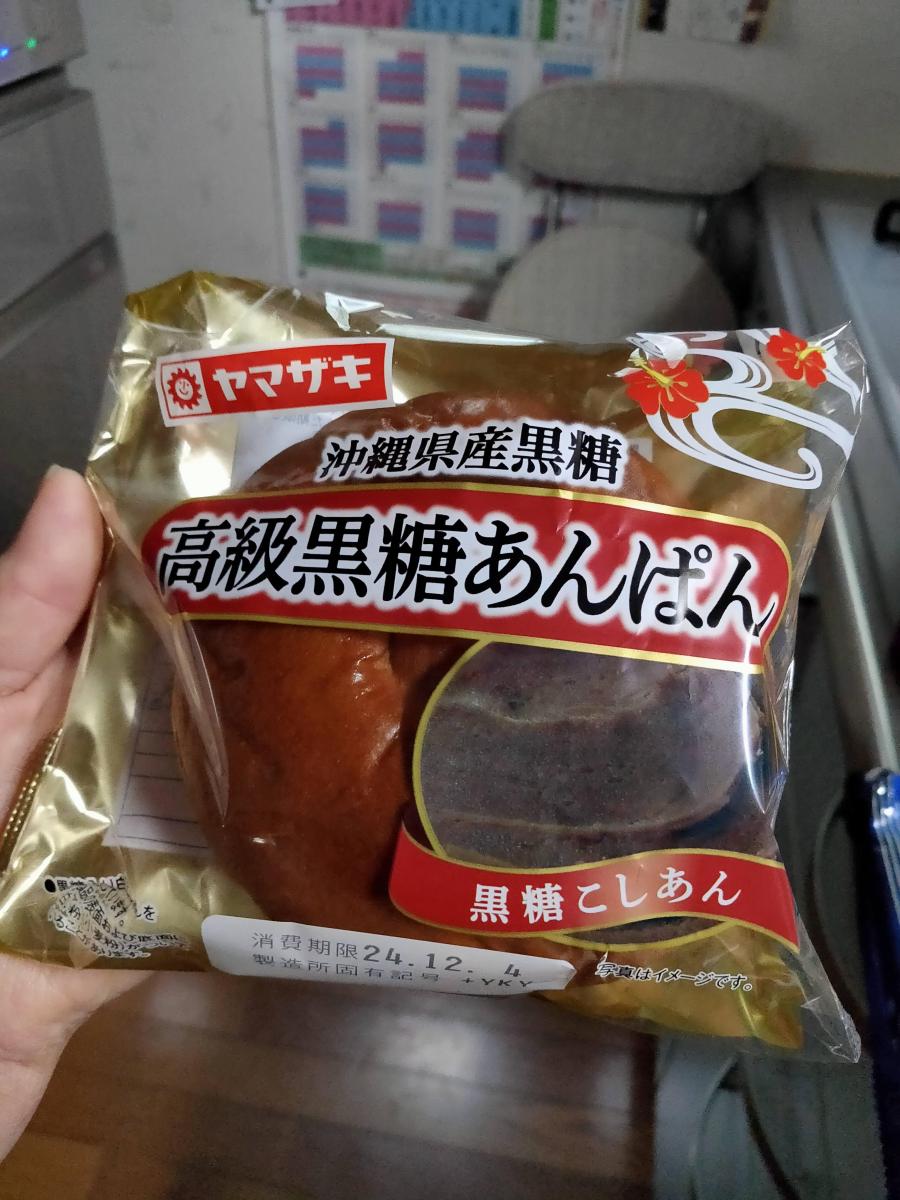 ヤマザキ
沖縄県産黒糖
高級黒糖あんぱん
黒糖こしあん
消費期限24.12. 4
製造所固有記号 +YKY
写真はイメージです。